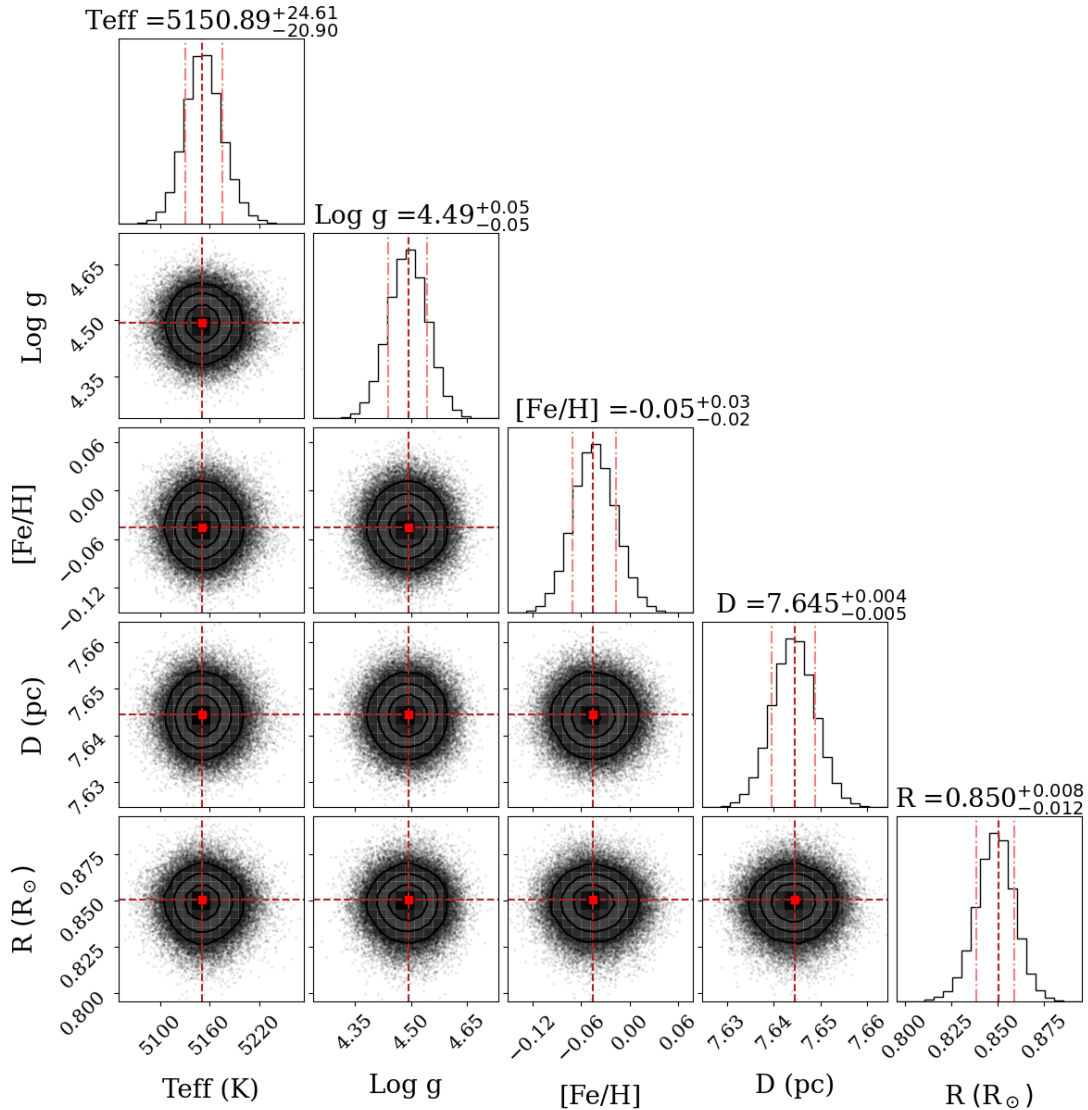 Teff =5150.89+24.61 −20.90
Log g =4.49+0.05 −0.05
4.65
4.50
4.35
Log g
[Fe/H] =-0.05+0.03 −0.02
0.06
0.00
−0.06
−0.12
[Fe/H]
D =7.645+0.004 −0.005
7.66
7.65
7.64
7.63
D (pc)
R =0.850+0.008 −0.012
0.875
0.850
0.825
0.800
R (R⊙)
5100 5160 5220
4.35 4.50 4.65
−0.12 −0.06 0.00 0.06
7.63 7.64 7.65 7.66
0.800 0.825 0.850 0.875
Teff (K) Log g [Fe/H] D (pc) R (R⊙)